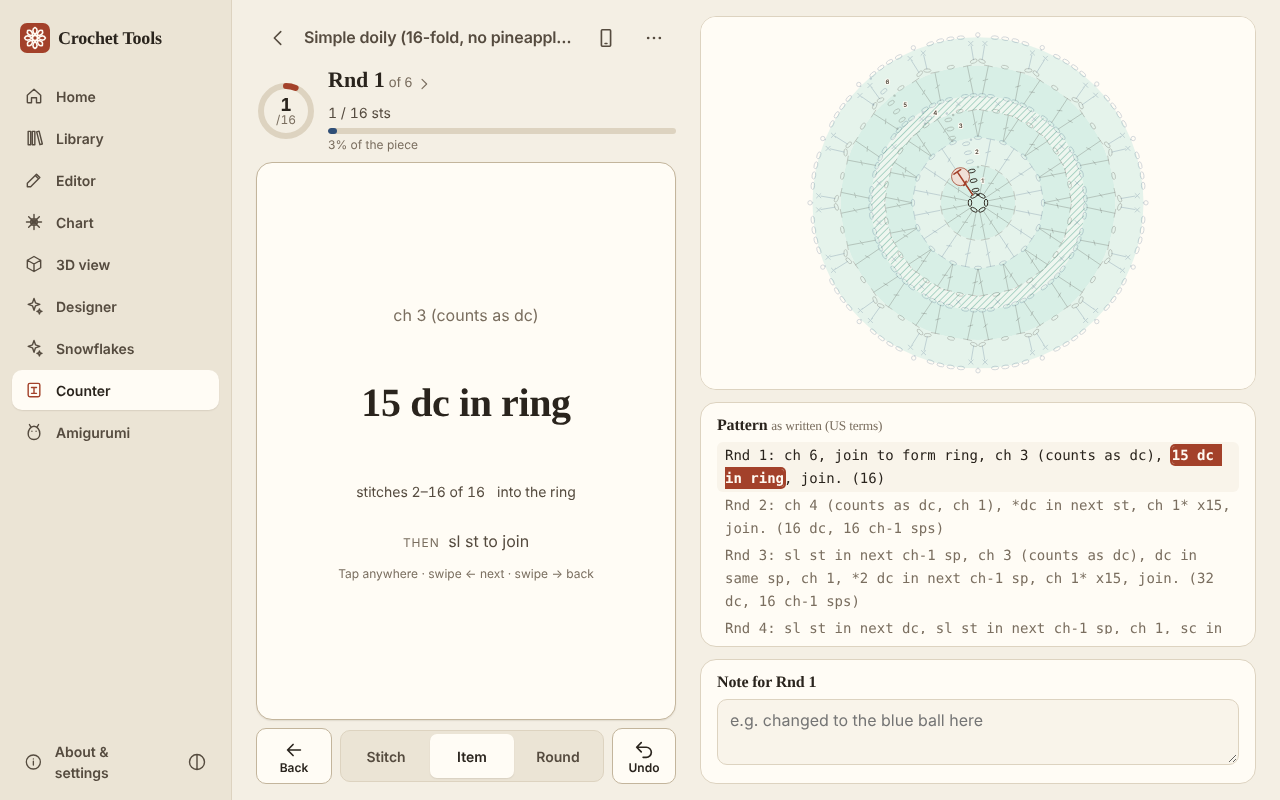 Crochet Tools
Home
Library
Editor
Chart
3D view
Designer
Snowflakes
Counter
Amigurumi
About &
settings
Simple doily (16-fold, no pineappl...
1
/16
Rnd 1 of 6
1 / 16 sts
3% of the piece
ch 3 (counts as dc)
15 dc in ring
stitches 2–16 of 16 into the ring
THEN sl st to join
Tap anywhere · swipe ← next · swipe → back
Back
Stitch
Item
Round
Undo
6
5
4
3
2
1
Pattern as written (US terms)
Rnd 1: ch 6, join to form ring, ch 3 (counts as dc), 15 dc
in ring, join. (16)
Rnd 2: ch 4 (counts as dc, ch 1), *dc in next st, ch 1* x15,
join. (16 dc, 16 ch-1 sps)
Rnd 3: sl st in next ch-1 sp, ch 3 (counts as dc), dc in
same sp, ch 1, *2 dc in next ch-1 sp, ch 1* x15, join. (32
dc, 16 ch-1 sps)
Rnd 4: sl st in next dc, sl st in next ch-1 sp, ch 1, sc in
Note for Rnd 1
e.g. changed to the blue ball here